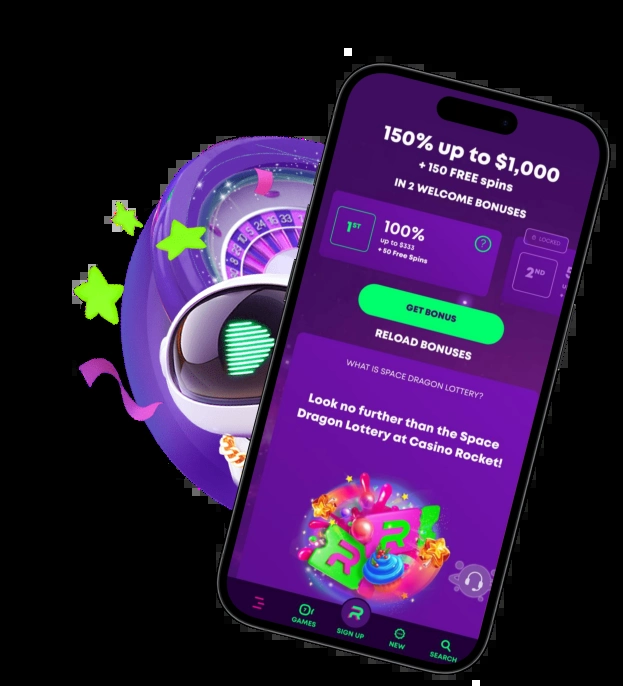 150% up to $1,000
+ 150 FREE spins
IN 2 WELCOME BONUSES
1ST
100%
up to $333
+ 50 Free Spins
?
LOCKED
2ND
GET BONUS
RELOAD BONUSES
WHAT IS SPACE DRAGON LOTTERY?
Look no further than the Space
Dragon Lottery at Casino Rocket!
GAMES
SIGN UP
NEW
SEARCH